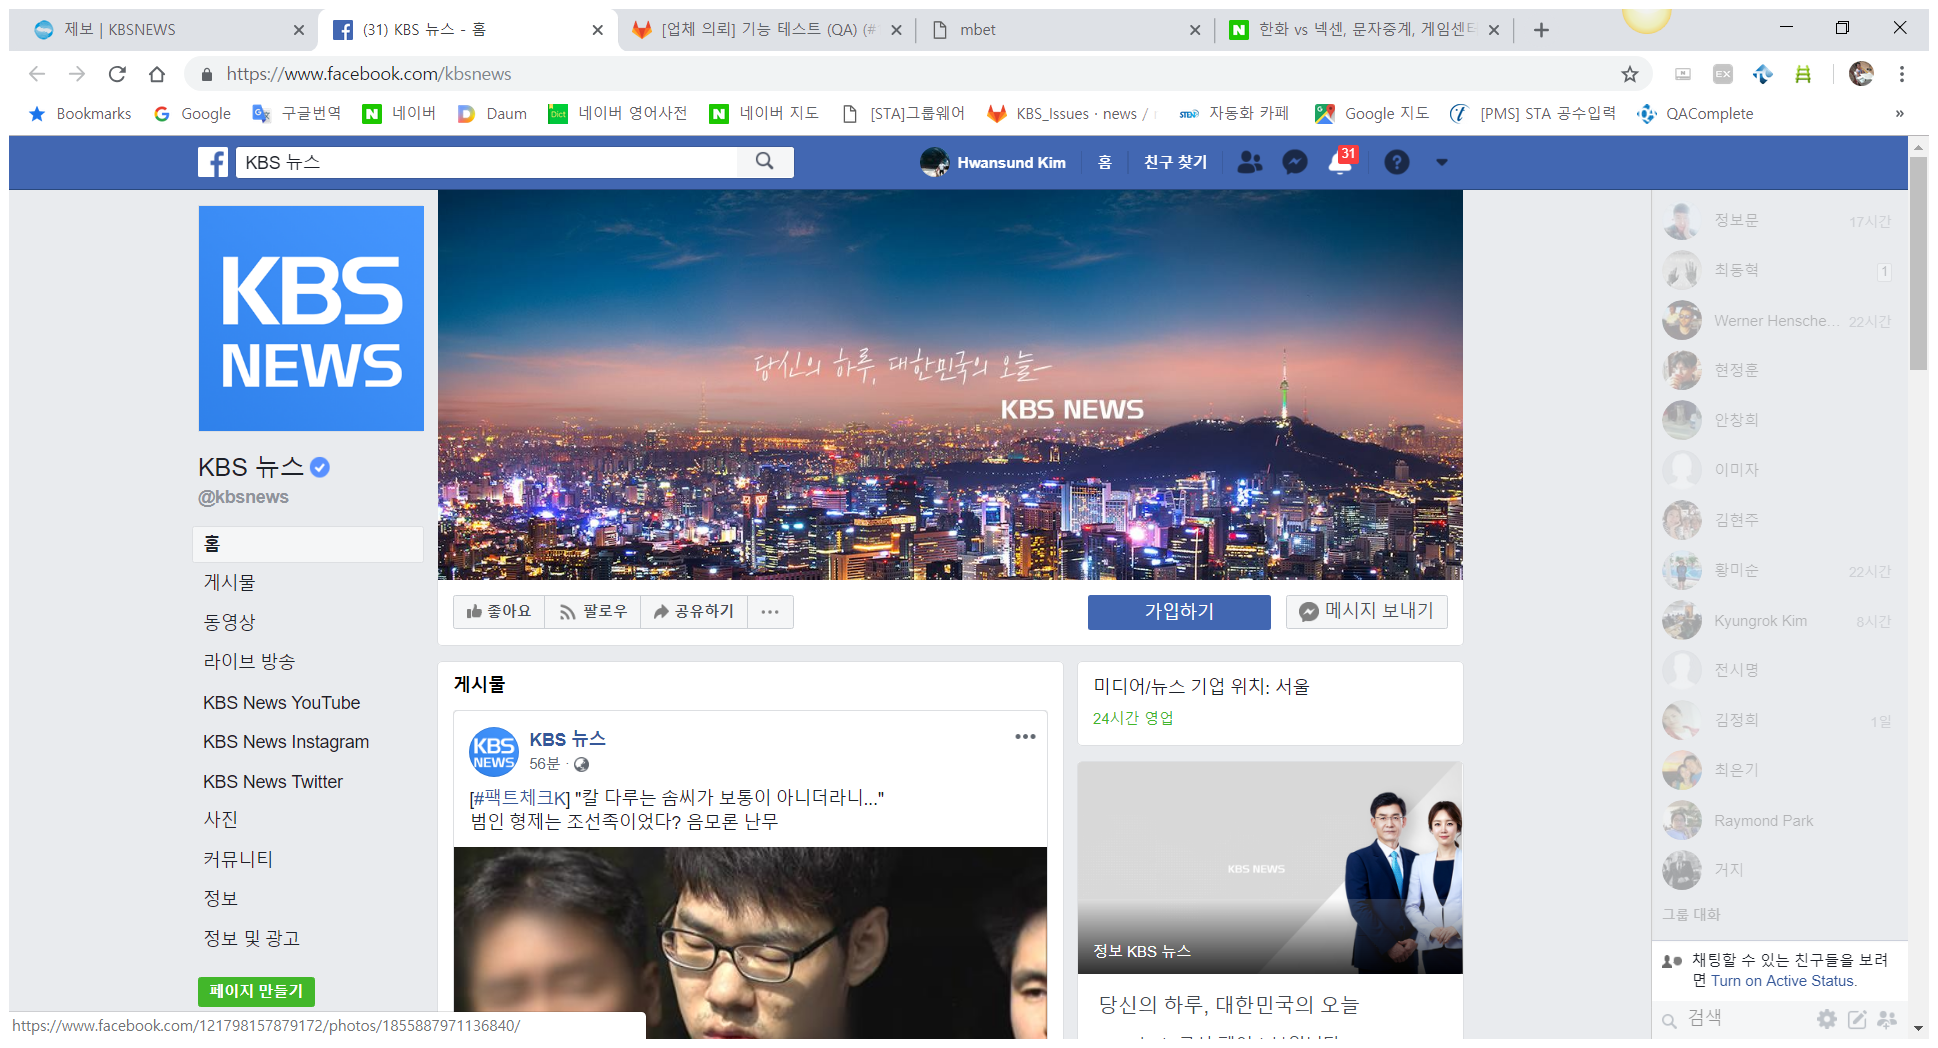 제보 | KBSNEWS
(31) KBS 뉴스 - 홈
[업체 의뢰] 기능 테스트 (QA) (#
mbet
한화 vs 넥센, 문자중계, 게임센터
https://www.facebook.com/kbsnews
EX
Bookmarks
Google
구글번역
네이버
Daum
네이버 영어사전
네이버 지도
[STA]그룹웨어
KBS_Issues · news / r
자동화 카페
Google 지도
[PMS] STA 공수입력
QAComplete
»
KBS 뉴스
Hwansund Kim
홈
친구 찾기
31
KBS
NEWS
당신의 하루, 대한민국의 오늘
KBS NEWS
KBS 뉴스
@kbsnews
홈
게시물
동영상
라이브 방송
KBS News YouTube
KBS News Instagram
KBS News Twitter
사진
커뮤니티
정보
정보 및 광고
페이지 만들기
좋아요
팔로우
공유하기
가입하기
메시지 보내기
게시물
KBS
NEWS
KBS 뉴스
56분 ·
[#팩트체크K] "칼 다루는 솜씨가 보통이 아니더라니..."
범인 형제는 조선족이었다? 음모론 난무
미디어/뉴스 기업 위치: 서울
24시간 영업
KBS NEWS
정보 KBS 뉴스
당신의 하루, 대한민국의 오늘
정보문 17시간
최동혁 1
Werner Hensche... 22시간
현정훈
안창희
이미자
김현주
황미순 22시간
Kyungrok Kim 8시간
전시명
김정희 1일
최은기
Raymond Park
거지
그룹 대화
채팅할 수 있는 친구들을 보려
면 Turn on Active Status.
검색
https://www.facebook.com/121798157879172/photos/1855887971136840/